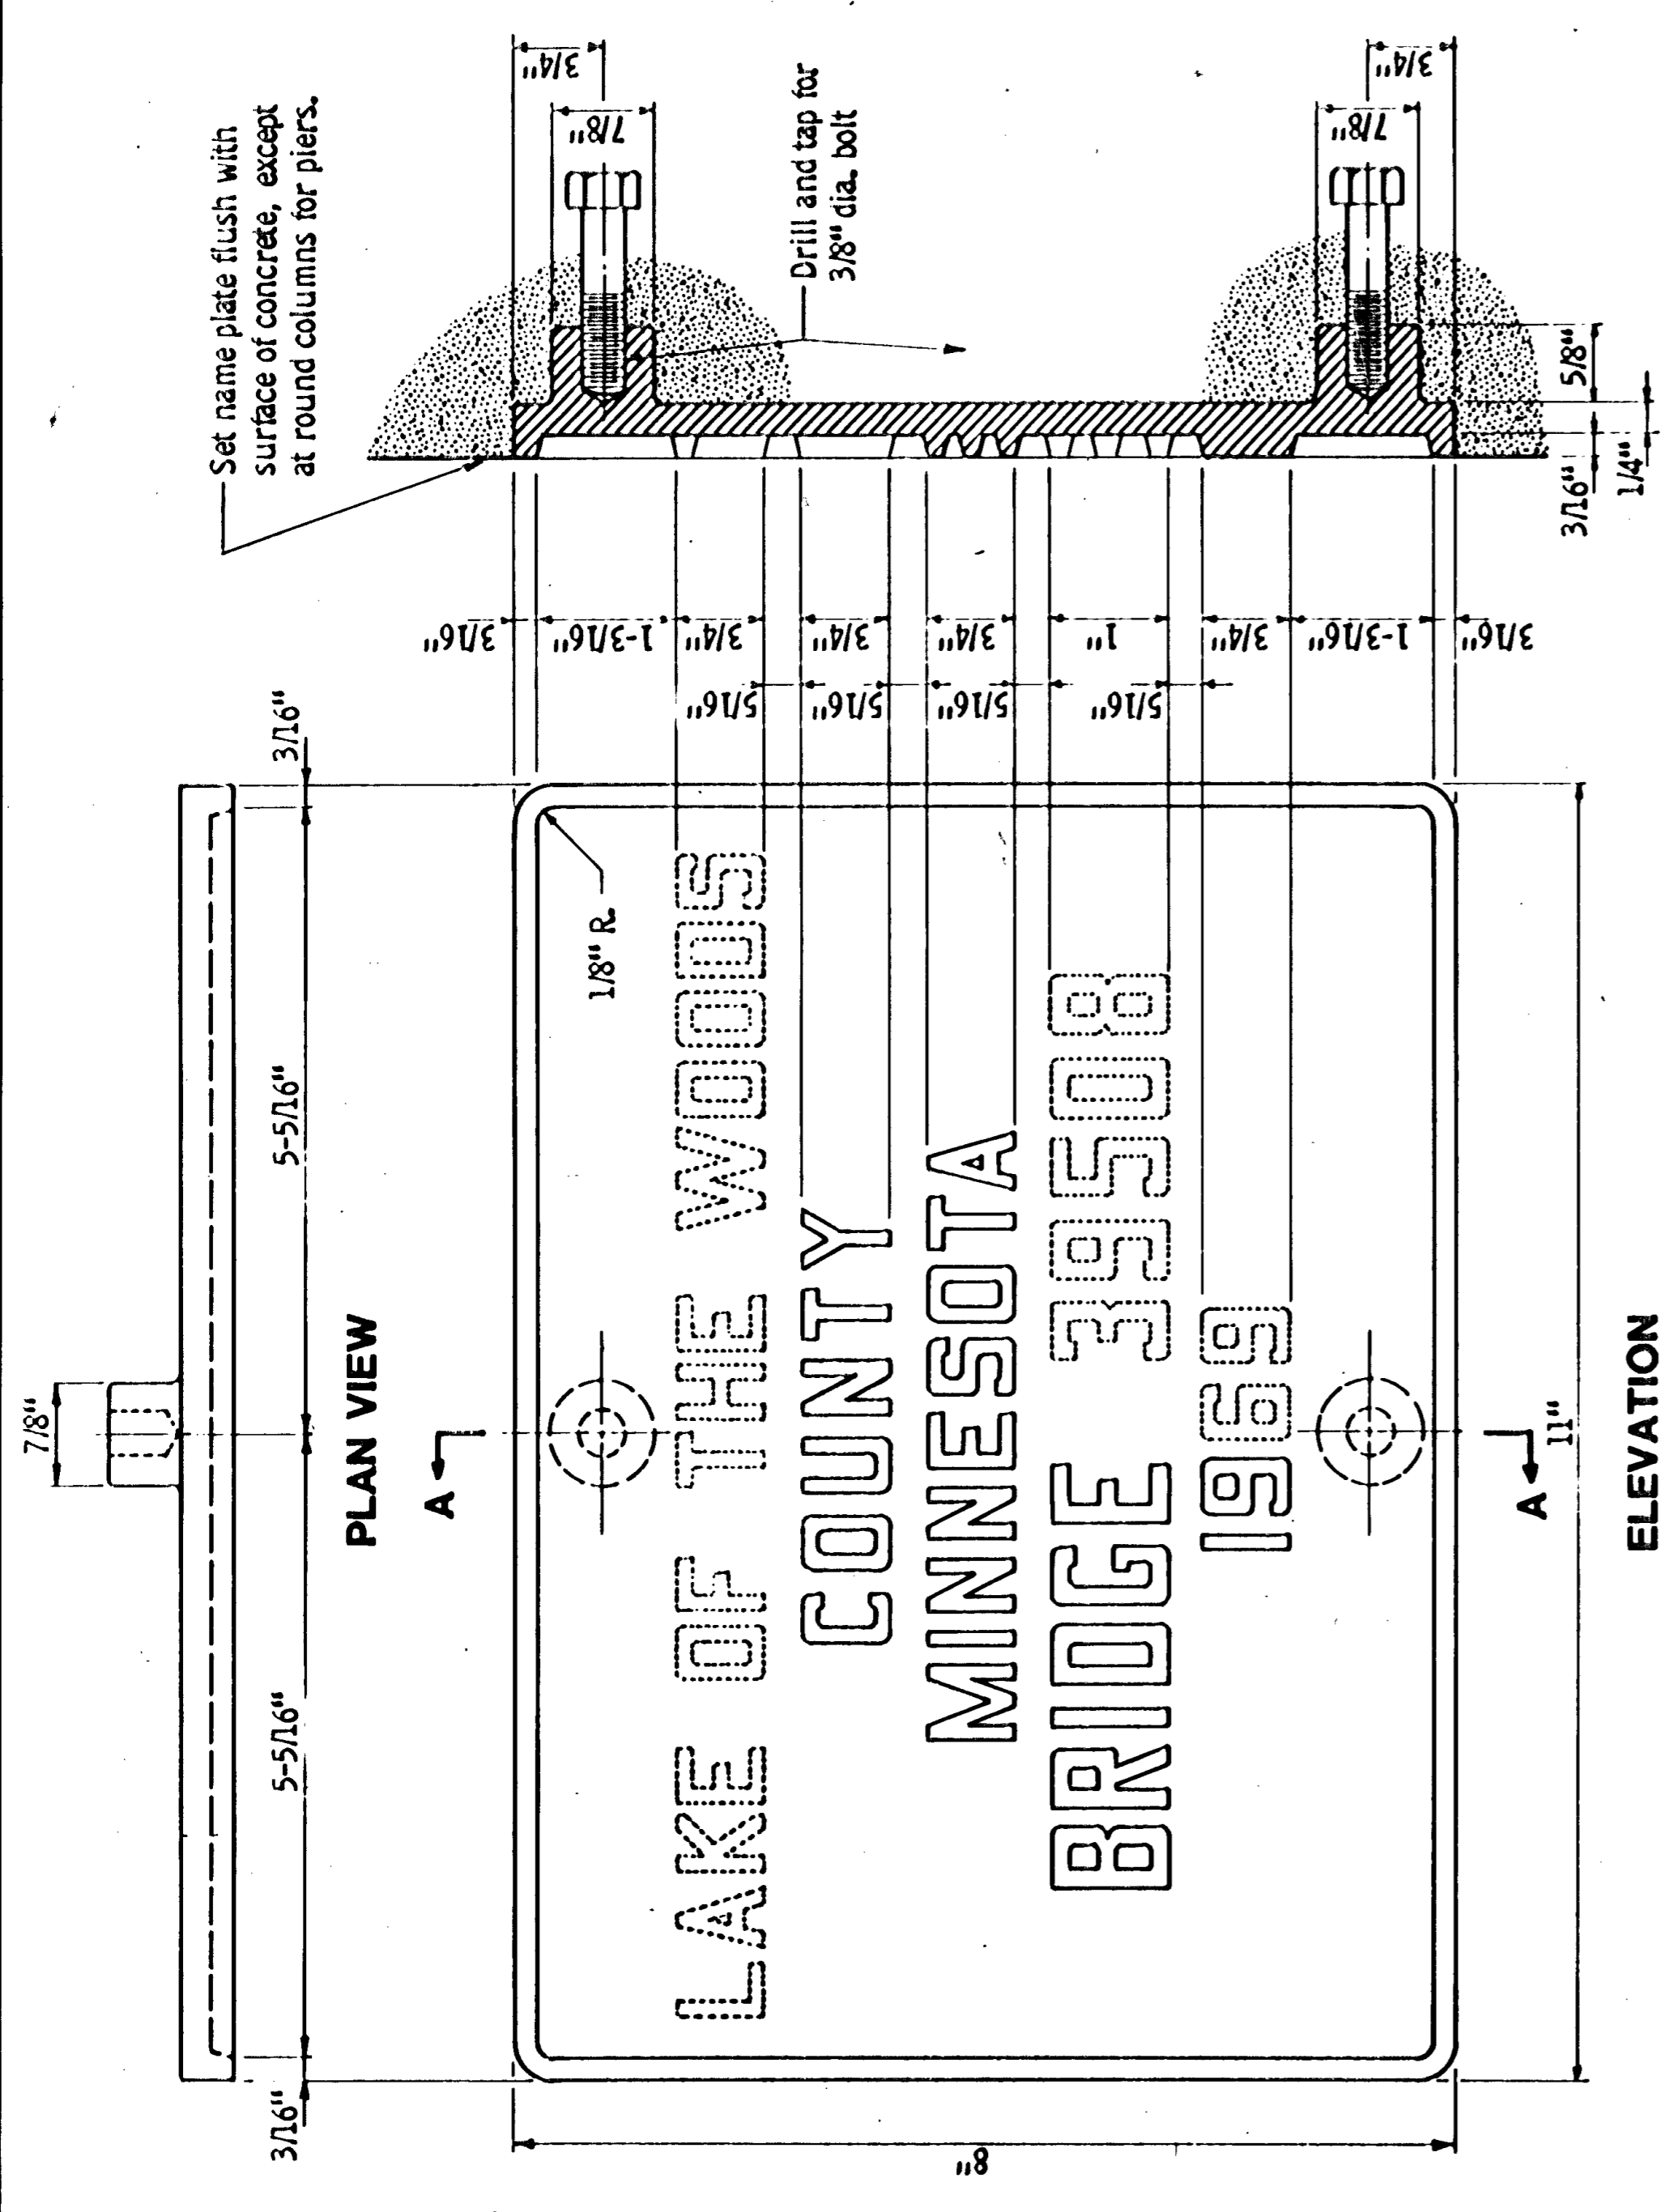 7/8"
3/16"
5-5/16"
5-5/16"
3/16"
PLAN VIEW
Set name plate flush with
surface of concrete, except
at round columns for piers.
A
A
8"
11"
1/8" R.
LAKE OF THE WOODS
COUNTY
MINNESOTA
BRIDGE 39508
1969
ELEVATION
3/16"
1-3/16"
3/4"
3/4"
3/4"
1"
3/4"
1-3/16"
3/16"
5/16"
5/16"
5/16"
5/16"
3/4"
7/8"
Drill and tap for
3/8" dia. bolt
7/8"
3/4"
3/16"
5/8"
1/4"